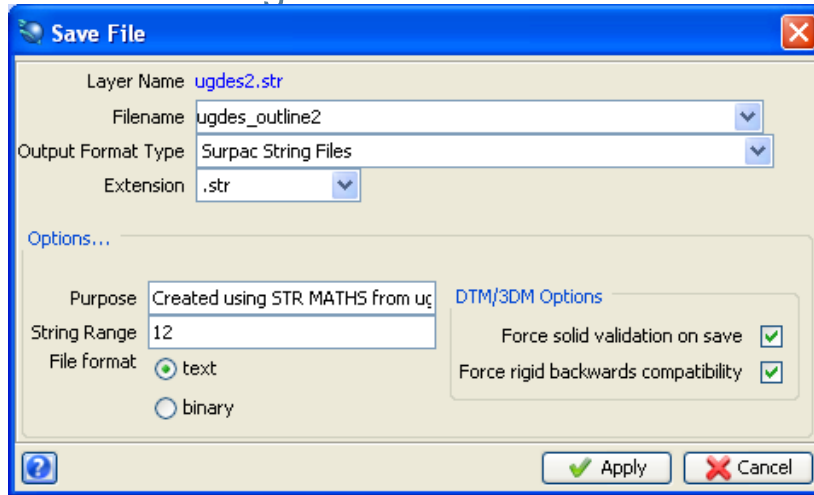 Save File
Layer Name ugdes2.str
Filename ugdes_outline2
Output Format Type Surpac String Files
Extension .str
Options...
Purpose Created using STR MATHS from ug
DTM/3DM Options
String Range 12
Force solid validation on save
File format text
Force rigid backwards compatibility
binary
? Apply Cancel